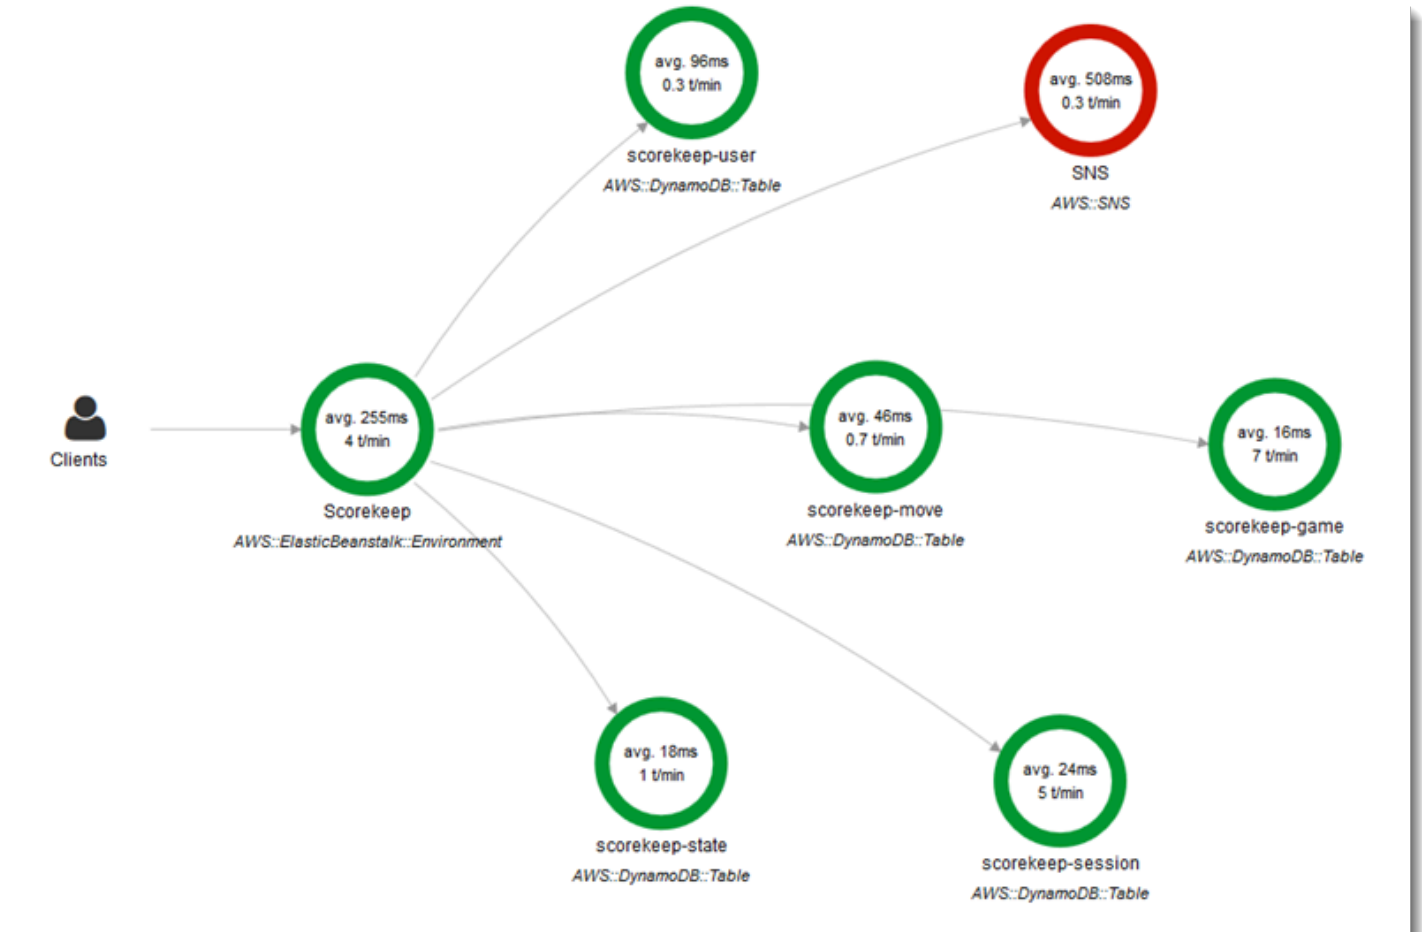 avg. 96ms
0.3 t/min
scorekeep-user
AWS::DynamoDB::Table
avg. 508ms
0.3 t/min
SNS
AWS::SNS
Clients
avg. 255ms
4 t/min
Scorekeep
AWS::ElasticBeanstalk::Environment
avg. 46ms
0.7 t/min
scorekeep-move
AWS::DynamoDB::Table
avg. 16ms
7 t/min
scorekeep-game
AWS::DynamoDB::Table
avg. 18ms
1 t/min
scorekeep-state
AWS::DynamoDB::Table
avg. 24ms
5 t/min
scorekeep-session
AWS::DynamoDB::Table